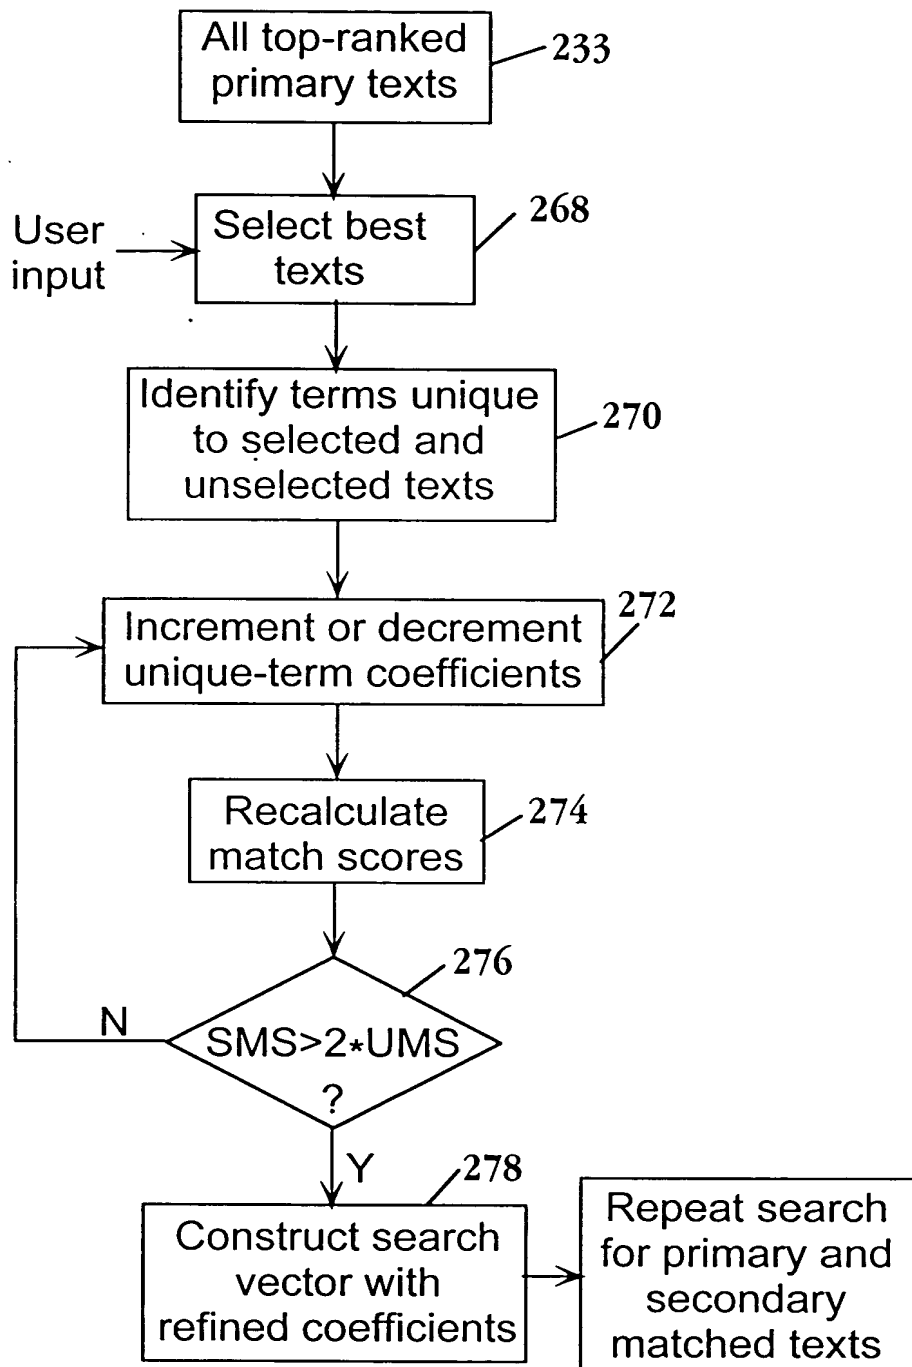 All top-ranked
primary texts
233
User
input
Select best
texts
268
Identify terms unique
to selected and
unselected texts
270
Increment or decrement
unique-term coefficients
272
Recalculate
match scores
274
SMS>2*UMS
?
276
N
Y
Construct search
vector with
refined coefficients
278
Repeat search
for primary and
secondary
matched texts